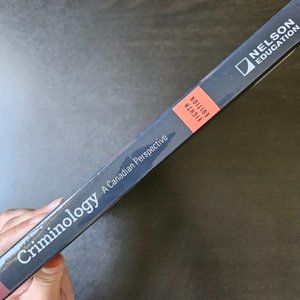 Criminology
A Canadian Perspective
EIGHTH
EDITION
NELSON
EDUCATION